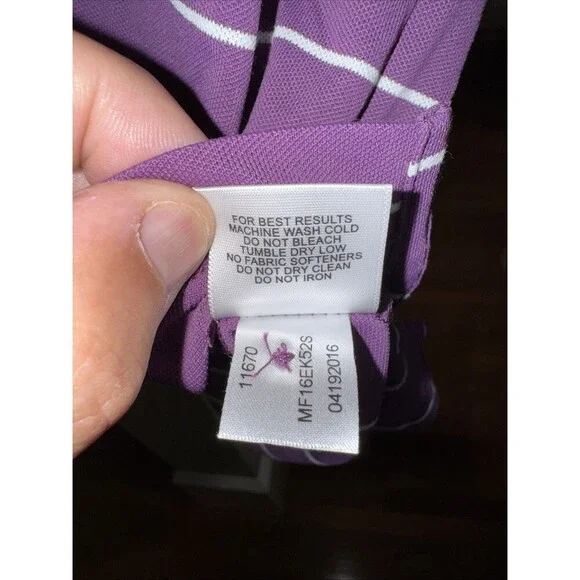 FOR BEST RESULTS
MACHINE WASH COLD
DO NOT BLEACH
TUMBLE DRY LOW
NO FABRIC SOFTENERS
DO NOT DRY CLEAN
DO NOT IRON
11670
MF16EK52S
04192016